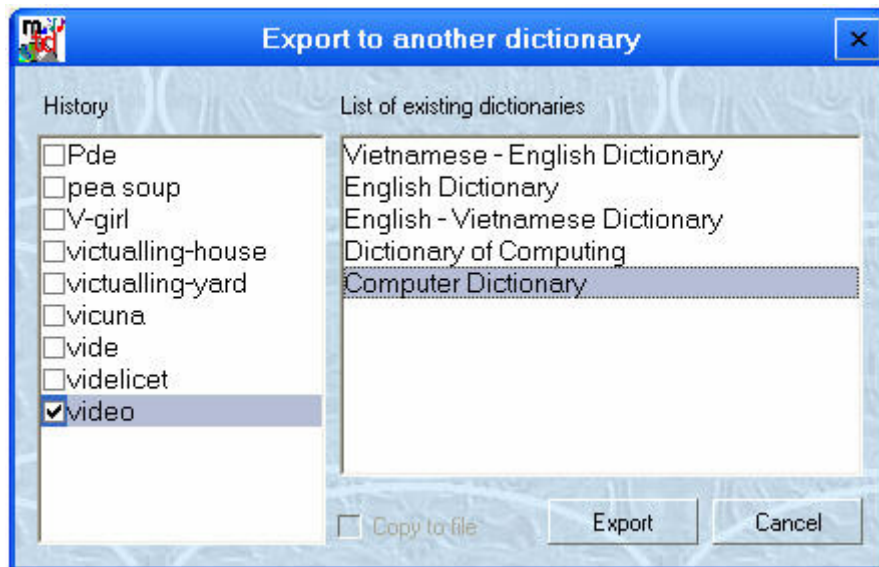 Export to another dictionary
History
List of existing dictionaries
Pde
pea soup
V-girl
victualling-house
victualling-yard
vicuna
vide
videlicet
video
Vietnamese - English Dictionary
English Dictionary
English - Vietnamese Dictionary
Dictionary of Computing
Computer Dictionary
Copy to file
Export
Cancel